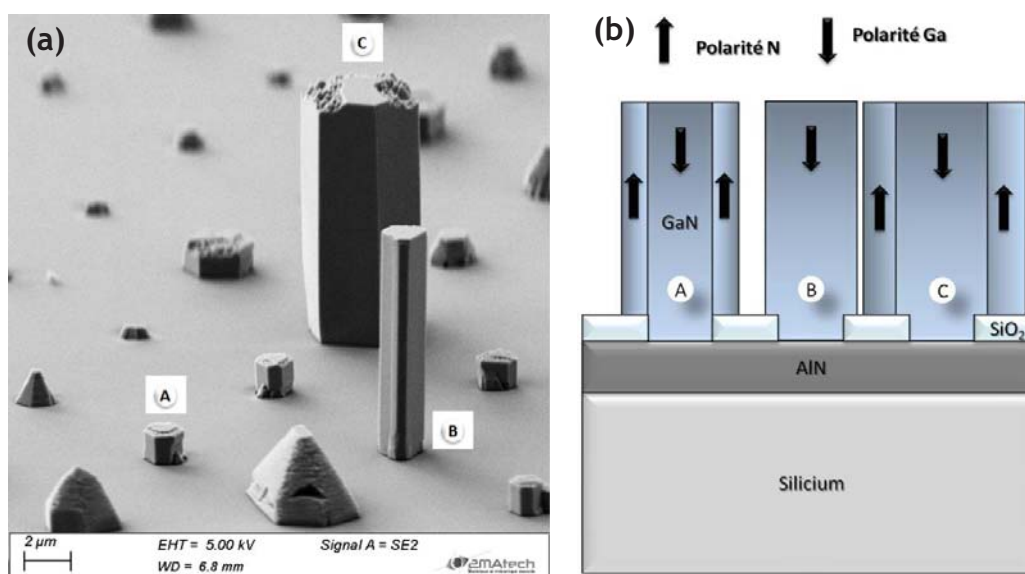 (a)
C
A
B
2 µm
EHT = 5.00 kV
Signal A = SE2
WD = 6.8 mm
2MAtech
(b)
Polarité N
Polarité Ga
GaN
A
B
C
SiO2
AlN
Silicium